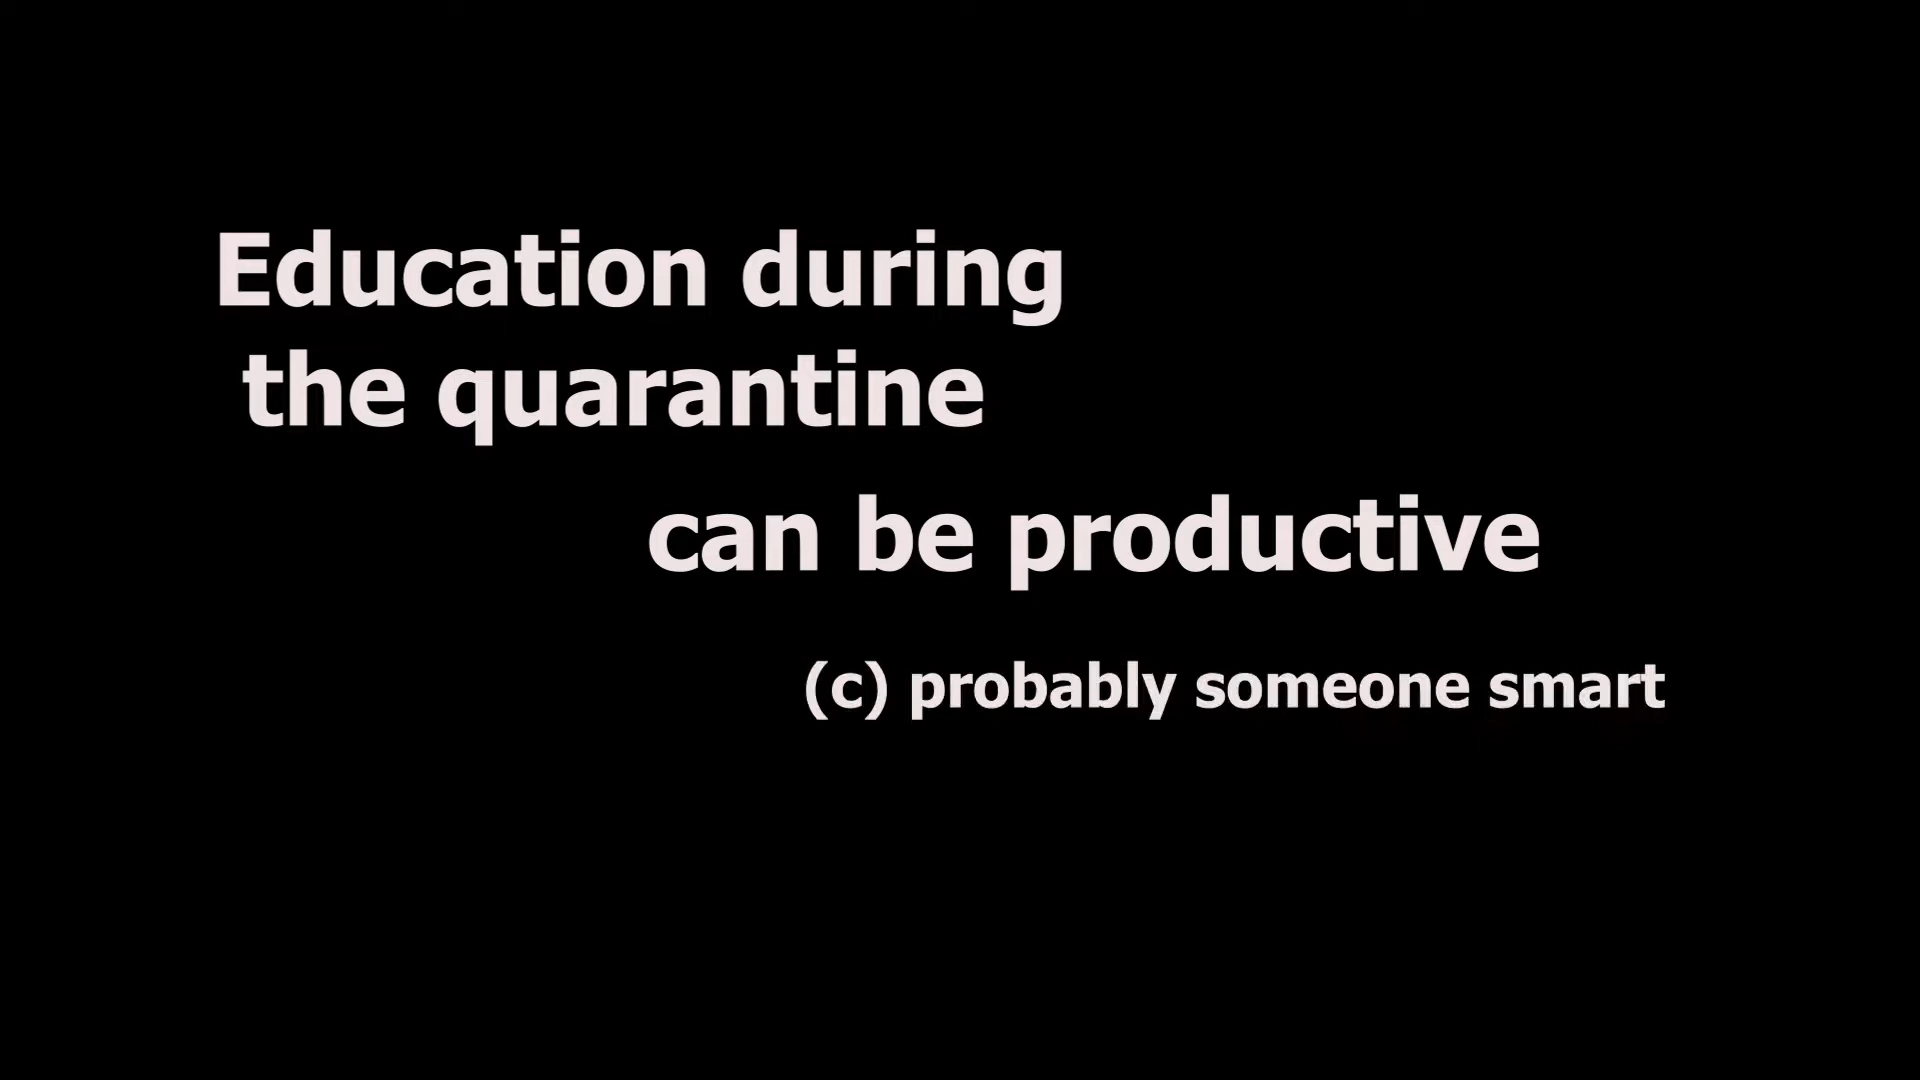 Education during
the quarantine
can be productive
(c) probably someone smart